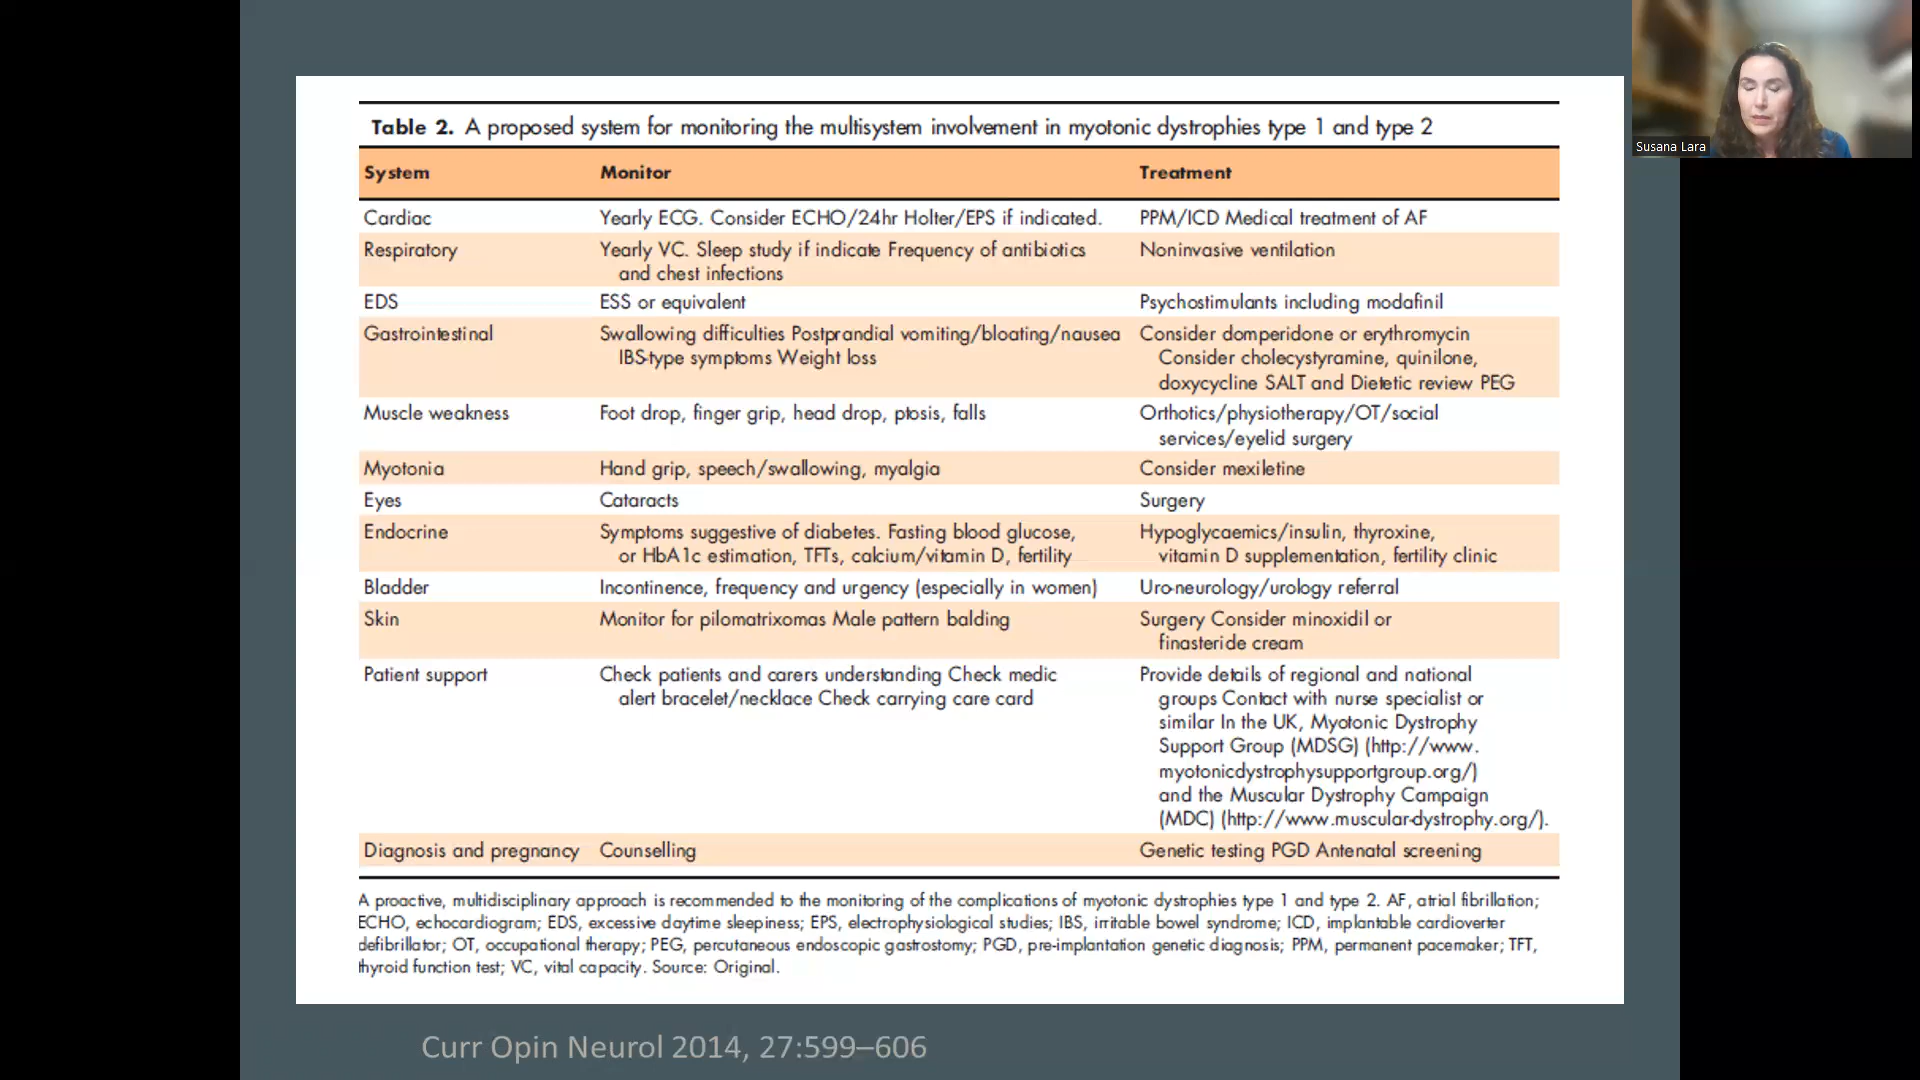 Susana Lara
Table 2. A proposed system for monitoring the multisystem involvement in myotonic dystrophies type 1 and type 2
System Monitor Treatment
Cardiac Yearly ECG. Consider ECHO/24hr Holter/EPS if indicated. PPM/ICD Medical treatment of AF
Respiratory Yearly VC. Sleep study if indicate Frequency of antibiotics Noninvasive ventilation
and chest infections
EDS ESS or equivalent Psychostimulants including modafinil
Gastrointestinal Swallowing difficulties Postprandial vomiting/bloating/nausea Consider domperidone or erythromycin
IBS-type symptoms Weight loss Consider cholecystyramine, quinilone,
doxycycline SALT and Dietetic review PEG
Muscle weakness Foot drop, finger grip, head drop, ptosis, falls Orthotics/physiotherapy/OT/social
services/eyelid surgery
Myotonia Hand grip, speech/swallowing, myalgia Consider mexiletine
Eyes Cataracts Surgery
Endocrine Symptoms suggestive of diabetes. Fasting blood glucose, Hypoglycaemics/insulin, thyroxine,
or HbA1c estimation, TFTs, calcium/vitamin D, fertility vitamin D supplementation, fertility clinic
Bladder Incontinence, frequency and urgency (especially in women) Uro-neurology/urology referral
Skin Monitor for pilomatrixomas Male pattern balding Surgery Consider minoxidil or
finasteride cream
Patient support Check patients and carers understanding Check medic Provide details of regional and national
alert bracelet/necklace Check carrying care card groups Contact with nurse specialist or
similar In the UK, Myotonic Dystrophy
Support Group (MDSG) (http://www.
myotonicdystrophysupportgroup.org/)
and the Muscular Dystrophy Campaign
(MDC) (http://www.muscular-dystrophy.org/).
Diagnosis and pregnancy Counselling Genetic testing PGD Antenatal screening
A proactive, multidisciplinary approach is recommended to the monitoring of the complications of myotonic dystrophies type 1 and type 2. AF, atrial fibrillation;
ECHO, echocardiogram; EDS, excessive daytime sleepiness; EPS, electrophysiological studies; IBS, irritable bowel syndrome; ICD, implantable cardioverter
defibrillator; OT, occupational therapy; PEG, percutaneous endoscopic gastrostomy; PGD, pre-implantation genetic diagnosis; PPM, permanent pacemaker; TFT,
thyroid function test; VC, vital capacity. Source: Original.
Curr Opin Neurol 2014, 27:599–606